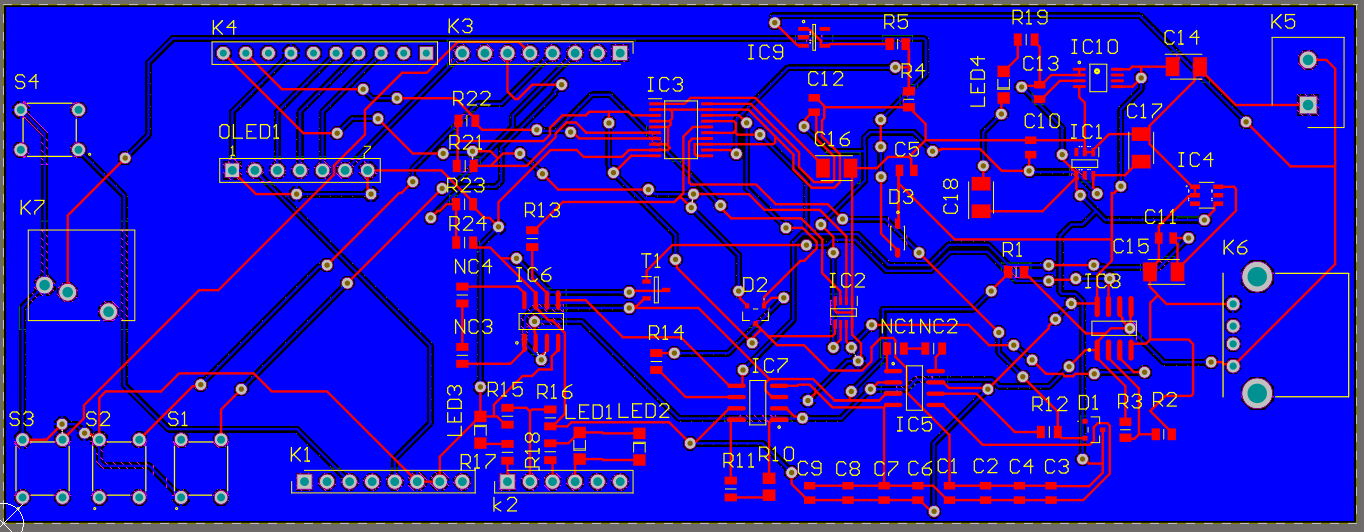 K4
K3
IC9
R5
R19
K5
S4
IC3
C12
R4
LED4
C13
IC10
C14
R22
OLED1
1
7
R21
C16
C5
C10
IC1
C17
IC4
R23
K7
R24
R13
D3
C18
C11
NC4
IC6
T1
D2
IC2
R1
IC8
C15
K6
NC3
R14
NC1
NC2
IC7
R15
R16
LED3
LED1
LED2
IC5
R12
D1
R3
R2
S3
S2
S1
K1
R17
R18
k2
R11
R10
C9
C8
C7
C6
C1
C2
C4
C3